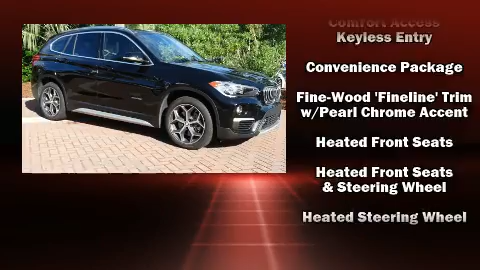 Comfort Access
Keyless Entry
Convenience Package
Fine-Wood 'Fineline' Trim
w/Pearl Chrome Accent
Heated Front Seats
Heated Front Seats
& Steering Wheel
Heated Steering Wheel